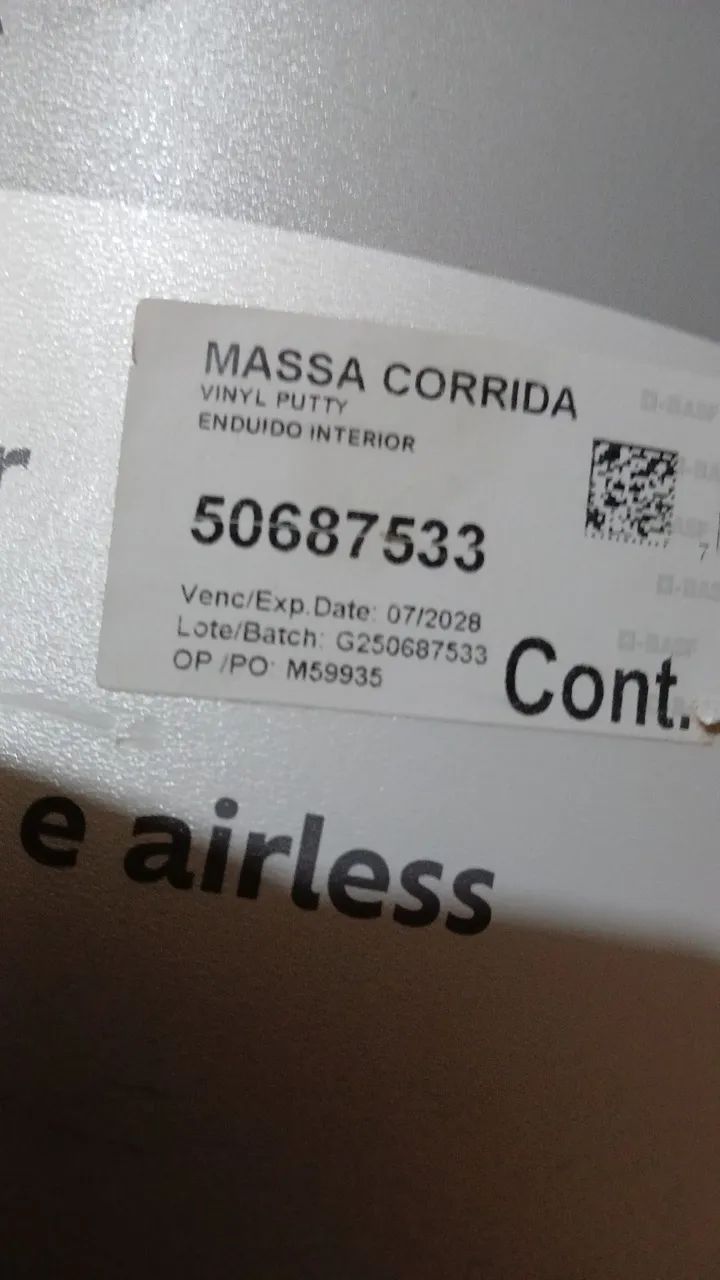 MASSA CORRIDA
VINYL PUTTY
ENDUIDO INTERIOR
50687533
Venc/Exp.Date: 07/2028
Lote/Batch: G250687533
OP /PO: M59935
Cont.
7
r
e airless